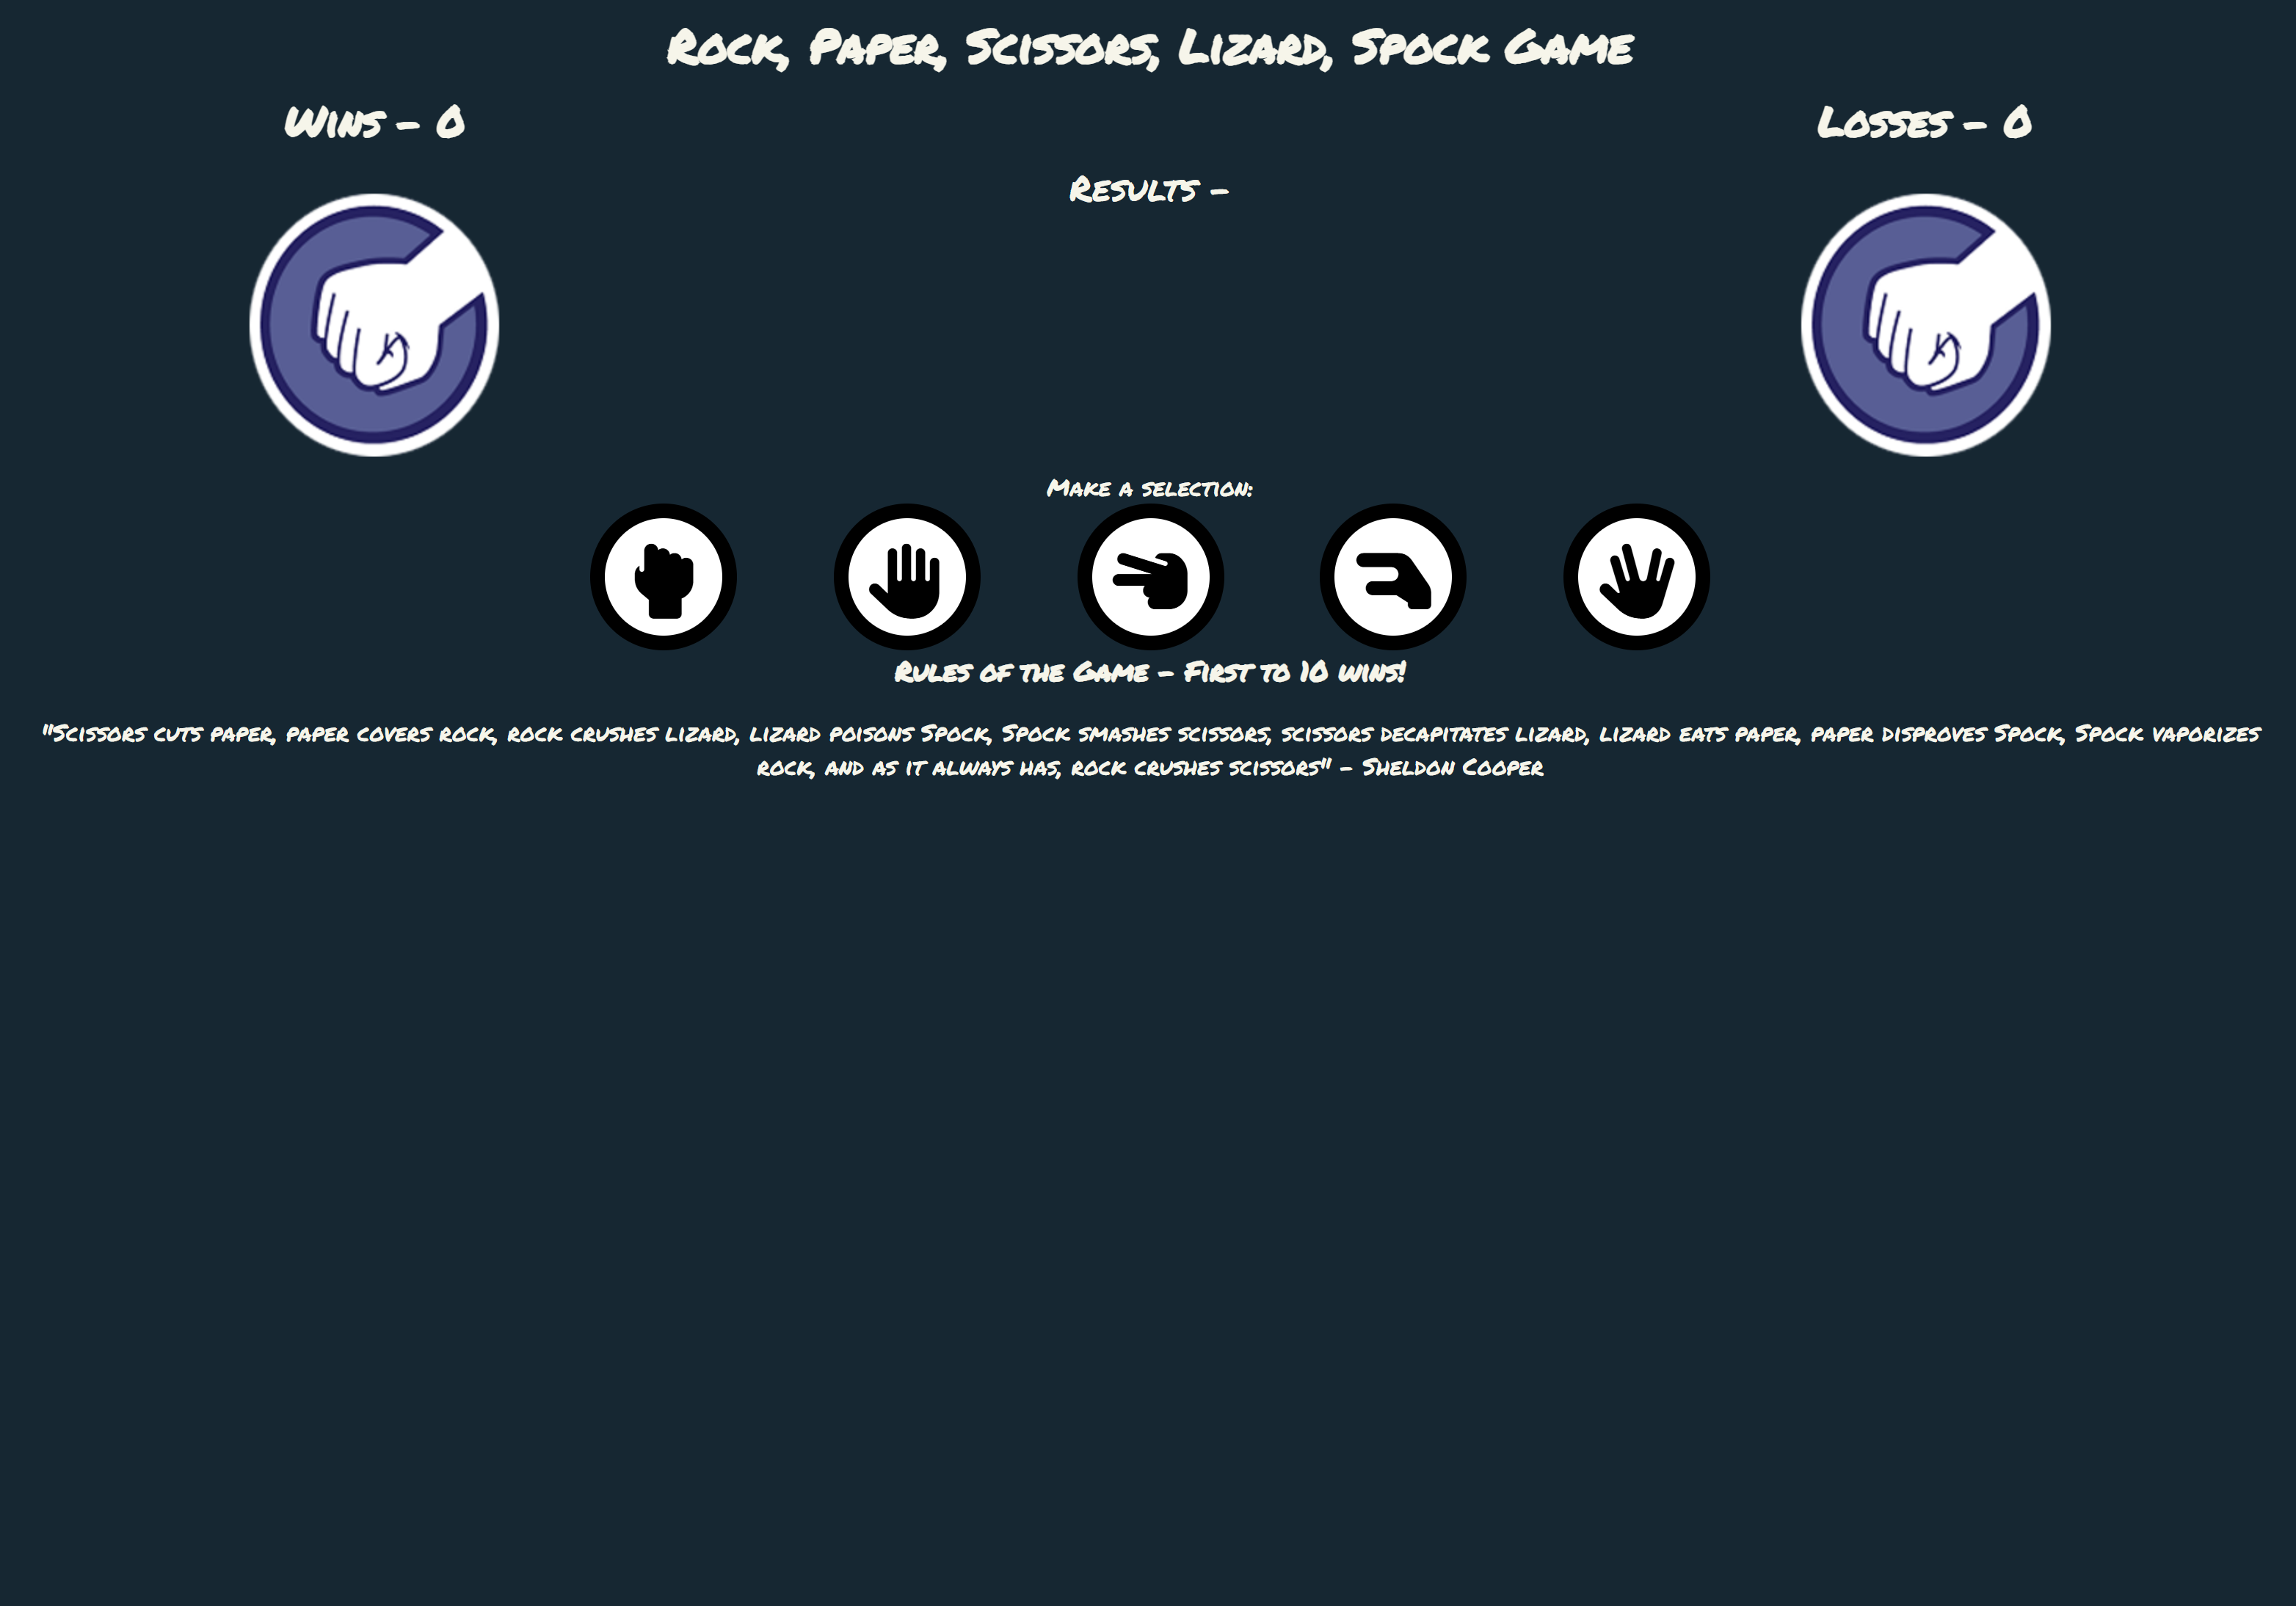 Rock, Paper, Scissors, Lizard, Spock Game
Wins - 0
Losses - 0
Results -
Make a selection:
Rules of the Game - First to 10 wins!
"Scissors cuts paper, paper covers rock, rock crushes lizard, lizard poisons Spock, Spock smashes scissors, scissors decapitates lizard, lizard eats paper, paper disproves Spock, Spock vaporizes
rock, and as it always has, rock crushes scissors" - Sheldon Cooper